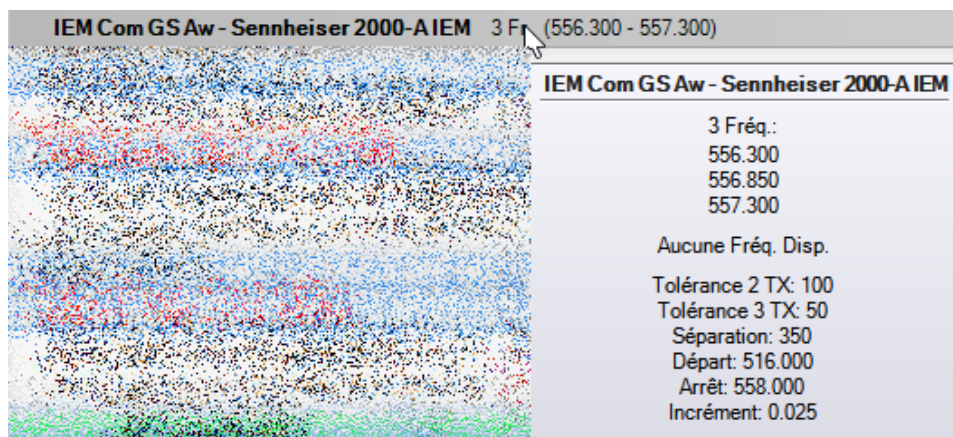 IEM Com GS Aw - Sennheiser 2000-A IEM 3 Fr. (556.300 - 557.300)
IEM Com GS Aw - Sennheiser 2000-A IEM
3 Fréq.:
556.300
556.850
557.300
Aucune Fréq. Disp.
Tolérance 2 TX: 100
Tolérance 3 TX: 50
Séparation: 350
Départ: 516.000
Arrêt: 558.000
Incrément: 0.025